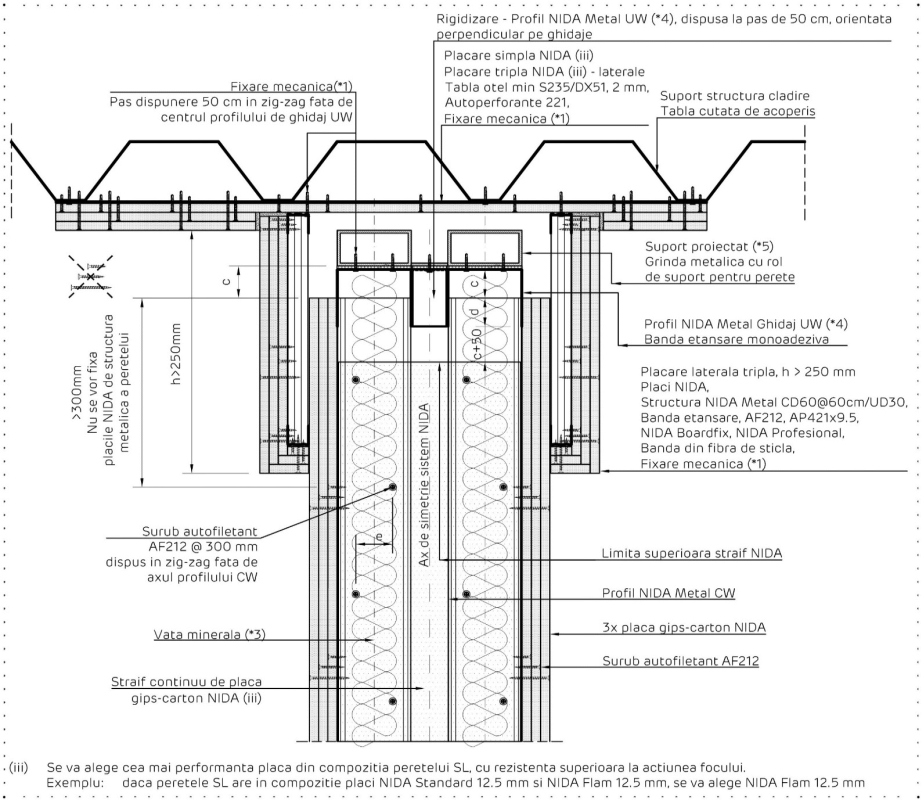 Rigidizare - Profil NIDA Metal UW (*4), dispusa la pas de 50 cm, orientata
perpendicular pe ghidaje
Placare simpla NIDA (iii)
Placare tripla NIDA (iii) - laterale
Tabla otel min S235/DX51, 2 mm,
Autoperforante 221,
Fixare mecanica (*1)
Fixare mecanica(*1)
Pas dispunere 50 cm in zig-zag fata de
centrul profilului de ghidaj UW
Suport structura cladire
Tabla cutata de acoperis
Suport proiectat (*5)
Grinda metalica cu rol
de suport pentru perete
Profil NIDA Metal Ghidaj UW (*4)
Banda etansare monoadeziva
Placare laterala tripla, h > 250 mm
Placi NIDA,
Structura NIDA Metal CD60@60cm/UD30,
Banda etansare, AF212, AP421x9.5,
NIDA Boardfix, NIDA Profesional,
Banda din fibra de sticla,
Fixare mecanica (*1)
c
c
d
c+50
h>250mm
>300mm
Nu se vor fixa
placile NIDA de structura
metalica a peretelui
Ax de simetrie sistem NIDA
e
Surub autofiletant
AF212 @ 300 mm
dispus in zig-zag fata de
axul profilului CW
Limita superioara straif NIDA
Profil NIDA Metal CW
3x placa gips-carton NIDA
Surub autofiletant AF212
Vata minerala (*3)
Straif continuu de placa
gips-carton NIDA (iii)
(iii) Se va alege cea mai performanta placa din compozitia peretelui SL, cu rezistenta superioara la actiunea focului.
Exemplu: daca peretele SL are in compozitie placi NIDA Standard 12.5 mm si NIDA Flam 12.5 mm, se va alege NIDA Flam 12.5 mm